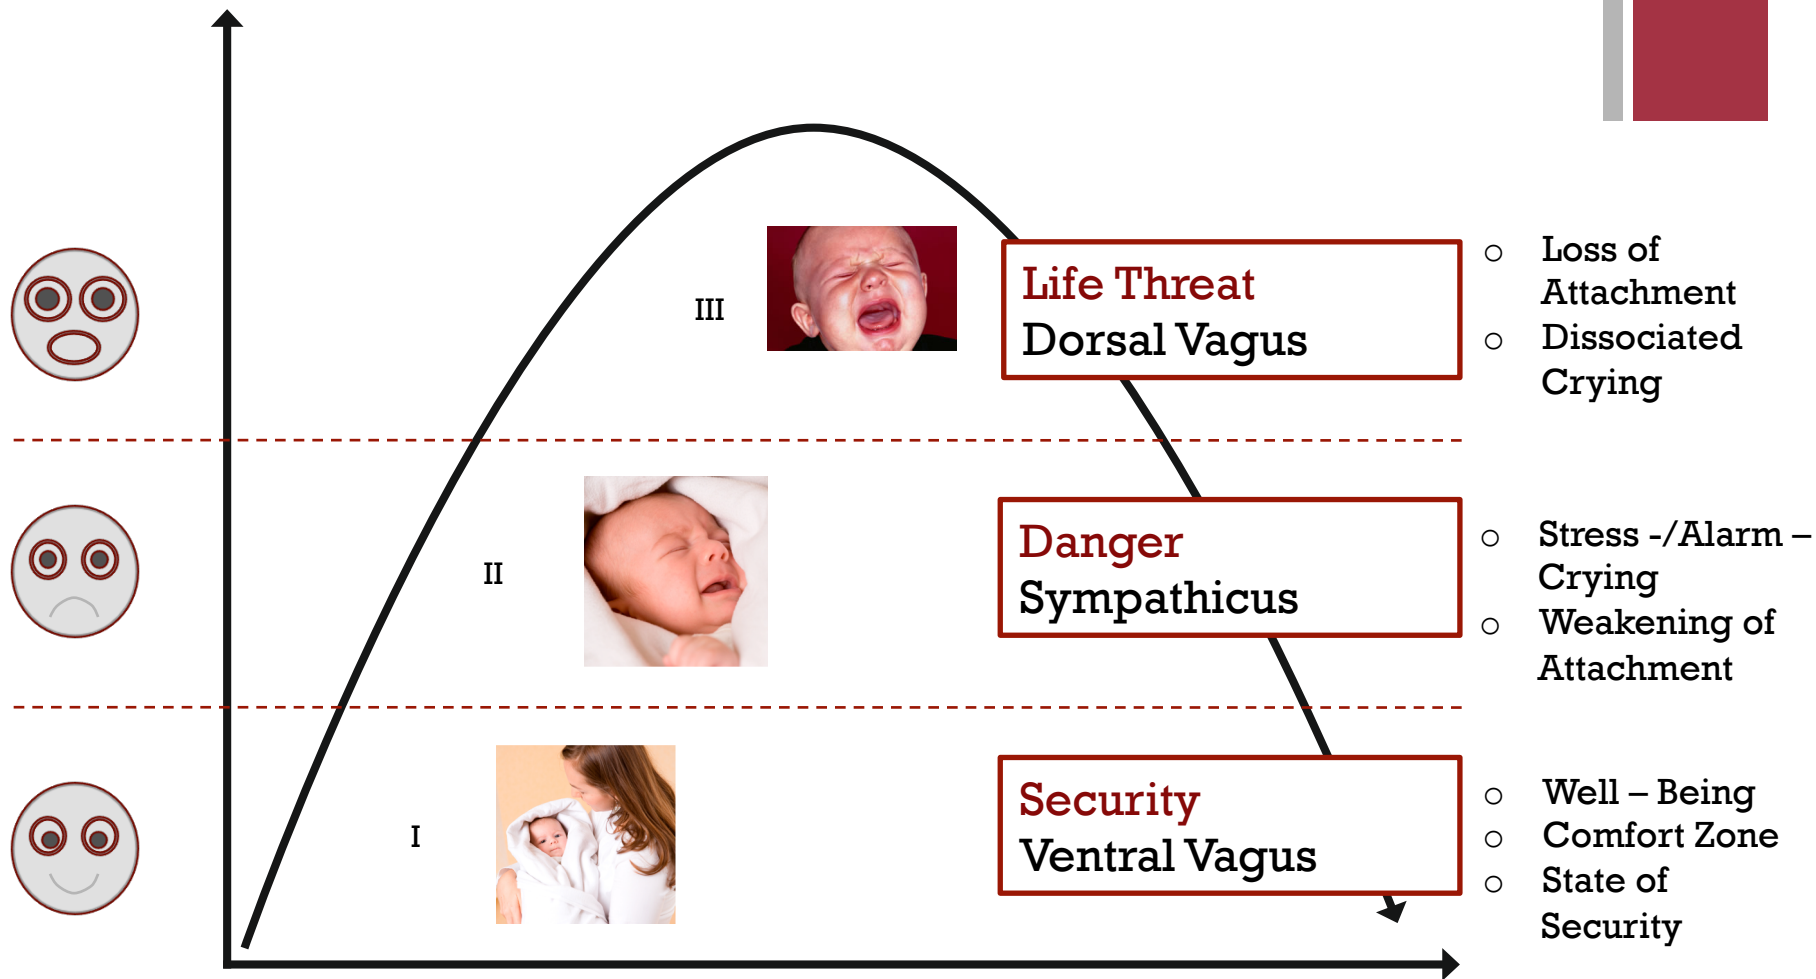 III
Life Threat
Dorsal Vagus
○ Loss of
Attachment
○ Dissociated
Crying
II
Danger
Sympathicus
○ Stress -/Alarm –
Crying
○ Weakening of
Attachment
I
Security
Ventral Vagus
○ Well – Being
○ Comfort Zone
○ State of
Security